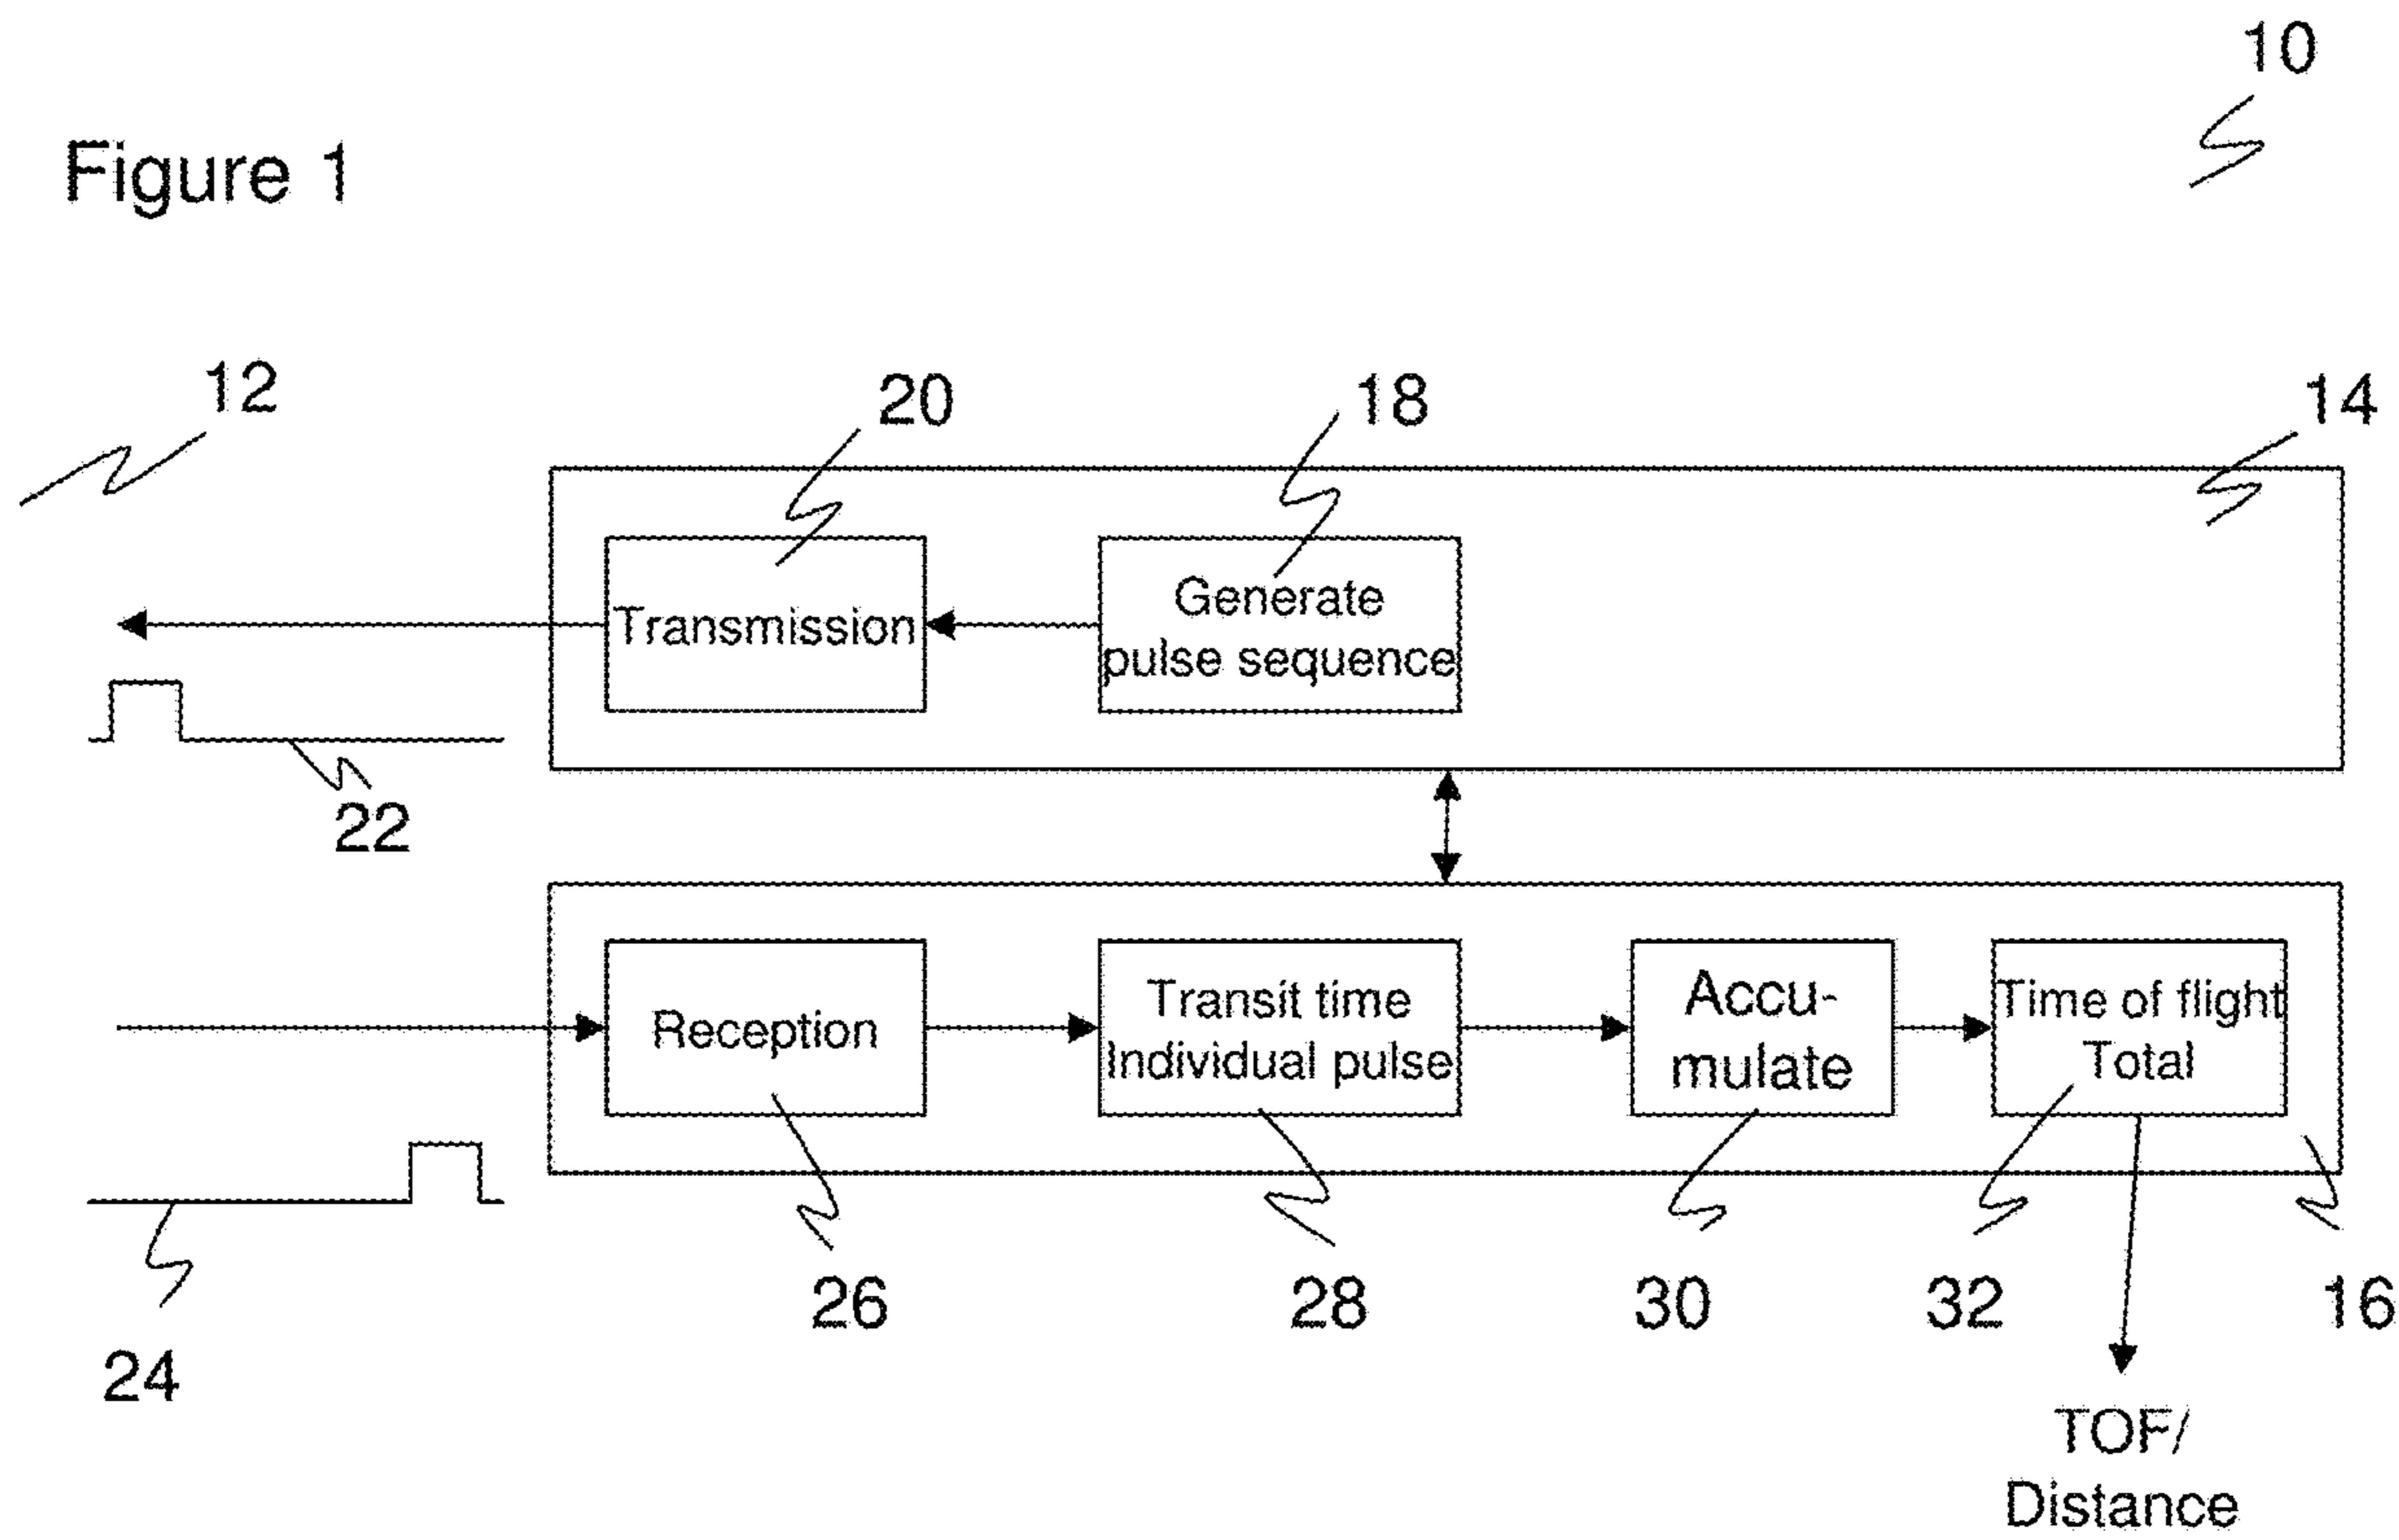 10
Figure 1
12
20
18
14
Transmission
Generate
pulse sequence
22
Reception
Transit time
Individual pulse
Accu-
mulate
Time of flight
Total
26
28
30
32
16
24
TOF/
Distance